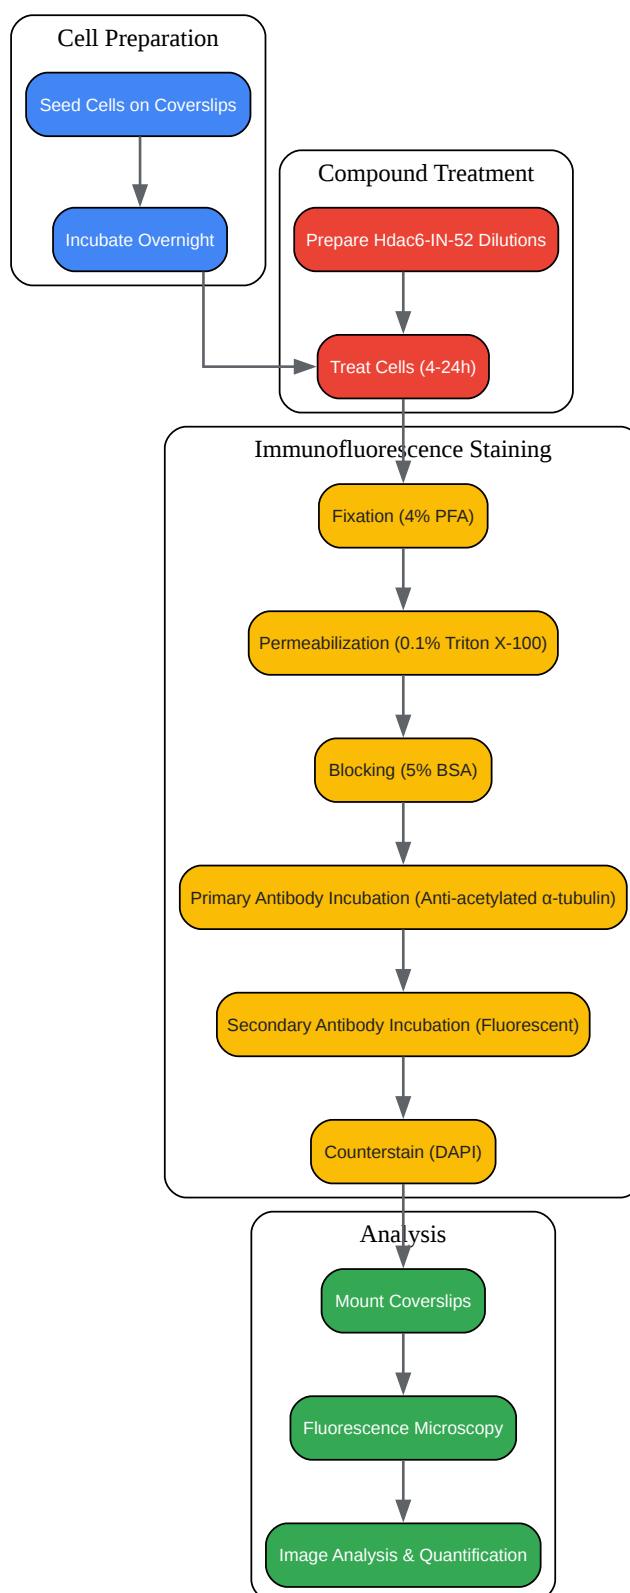 Cell Preparation
Seed Cells on Coverslips
Incubate Overnight
Compound Treatment
Prepare Hdac6-IN-52 Dilutions
Treat Cells (4-24h)
Immunofluorescence Staining
Fixation (4% PFA)
Permeabilization (0.1% Triton X-100)
Blocking (5% BSA)
Primary Antibody Incubation (Anti-acetylated α-tubulin)
Secondary Antibody Incubation (Fluorescent)
Counterstain (DAPI)
Analysis
Mount Coverslips
Fluorescence Microscopy
Image Analysis & Quantification